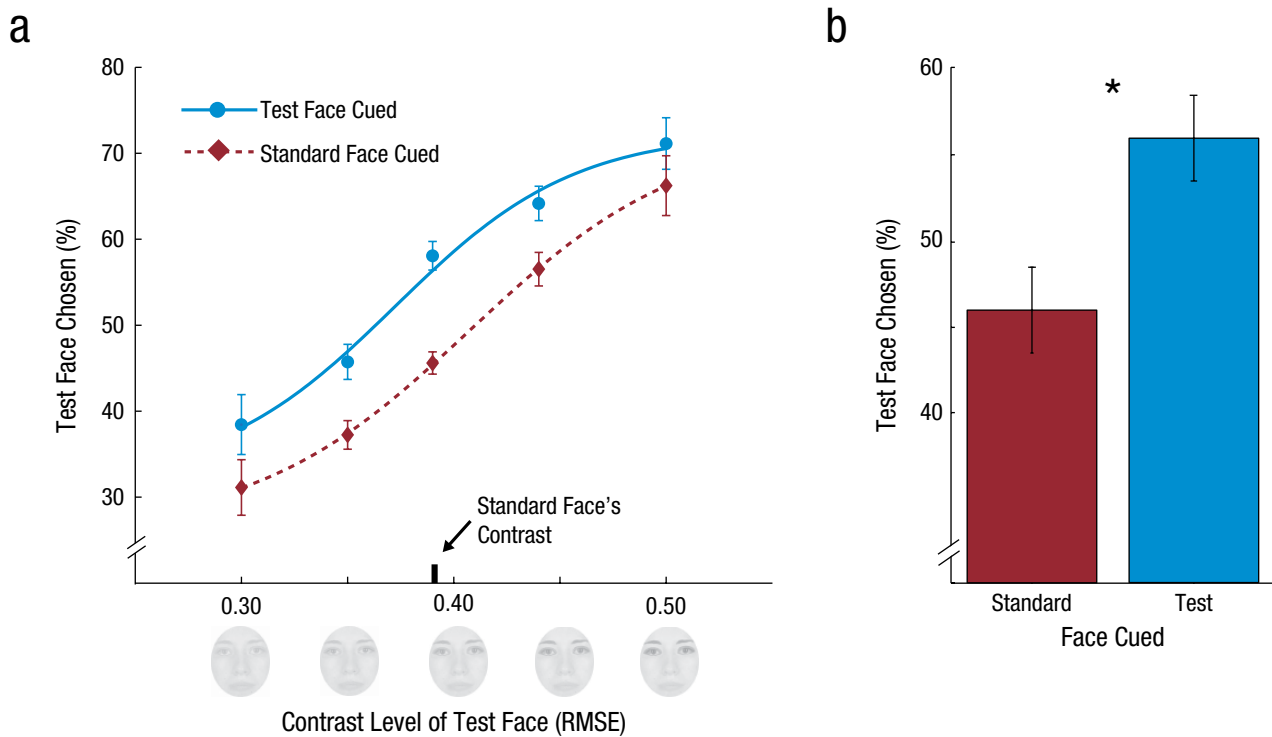 a
80
70
60
50
40
30
Test Face Chosen (%)
Test Face Cued
Standard Face Cued
Standard Face's
Contrast
0.30
0.40
0.50
Contrast Level of Test Face (RMSE)
b
60
50
40
Test Face Chosen (%)
*
Standard
Test
Face Cued